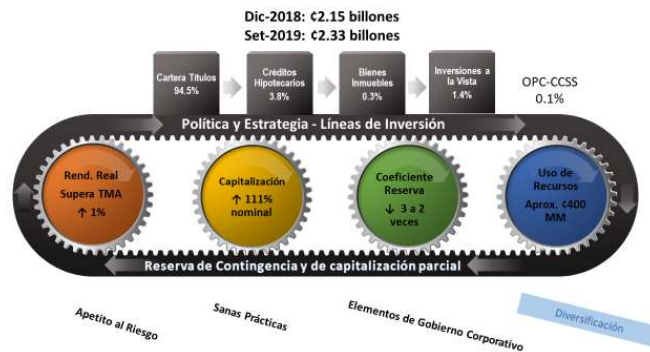 Dic-2018: ¢2.15 billones
Set-2019: ¢2.33 billones
Cartera Títulos
94.5%
Créditos
Hipotecarios
3.8%
Bienes
Inmuebles
0.3%
Inversiones a
la Vista
1.4%
OPC-CCSS
0.1%
Política y Estrategia - Líneas de Inversión
Rend. Real
Supera TMA
↑ 1%
Capitalización
↑ 111%
nominal
Coeficiente
Reserva
↓ 3 a 2
veces
Uso de
Recursos
Aprox. ¢400
MM
Reserva de Contingencia y de capitalización parcial
Apetito al Riesgo
Sanas Prácticas
Elementos de Gobierno Corporativo
Diversificación